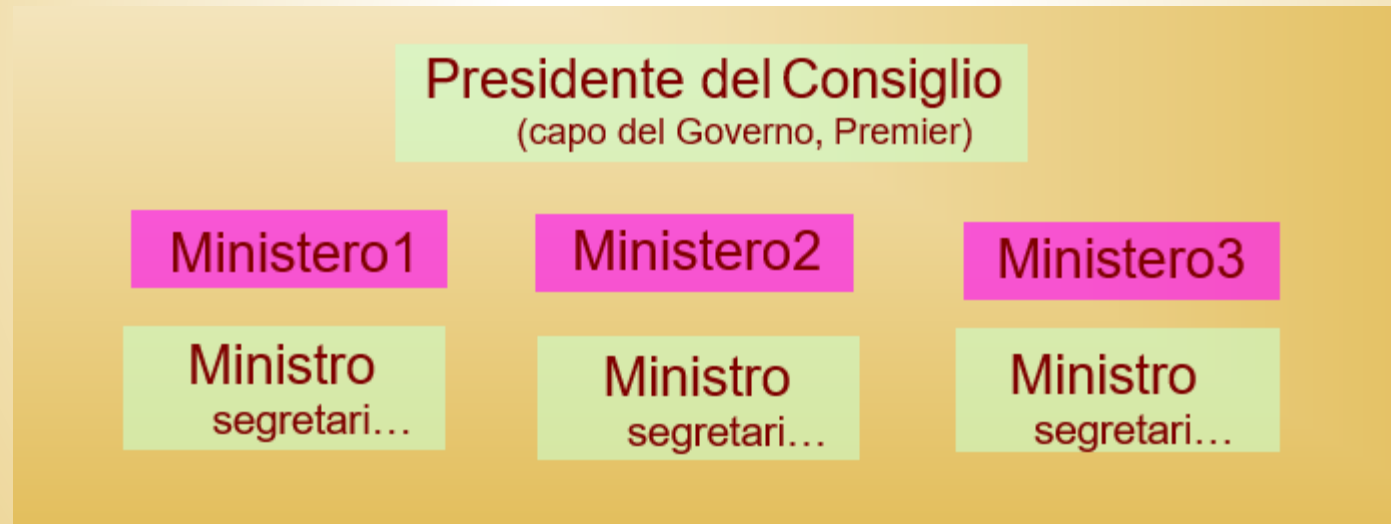 Presidente del Consiglio
(capo del Governo, Premier)
Ministero1
Ministero2
Ministero3
Ministro
segretari…
Ministro
segretari…
Ministro
segretari…